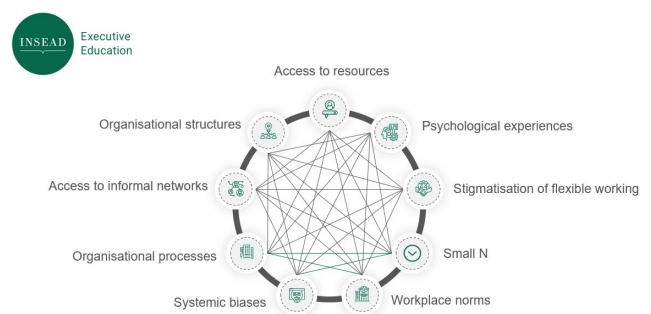 INSEAD
Executive
Education
Access to resources
Organisational structures
Psychological experiences
Access to informal networks
Stigmatisation of flexible working
Organisational processes
Small N
Systemic biases
Workplace norms